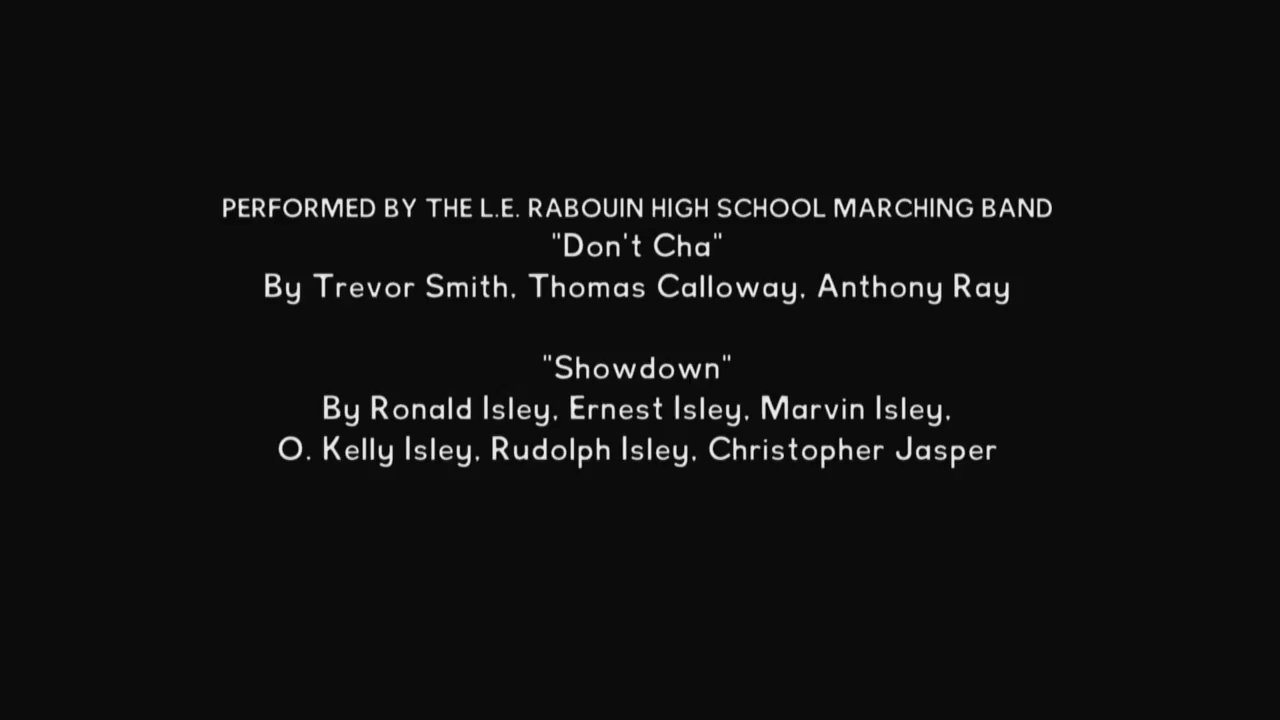 PERFORMED BY THE L.E. RABOUIN HIGH SCHOOL MARCHING BAND
"Don't Cha"
By Trevor Smith, Thomas Calloway, Anthony Ray
"Showdown"
By Ronald Isley, Ernest Isley, Marvin Isley,
O. Kelly Isley, Rudolph Isley, Christopher Jasper